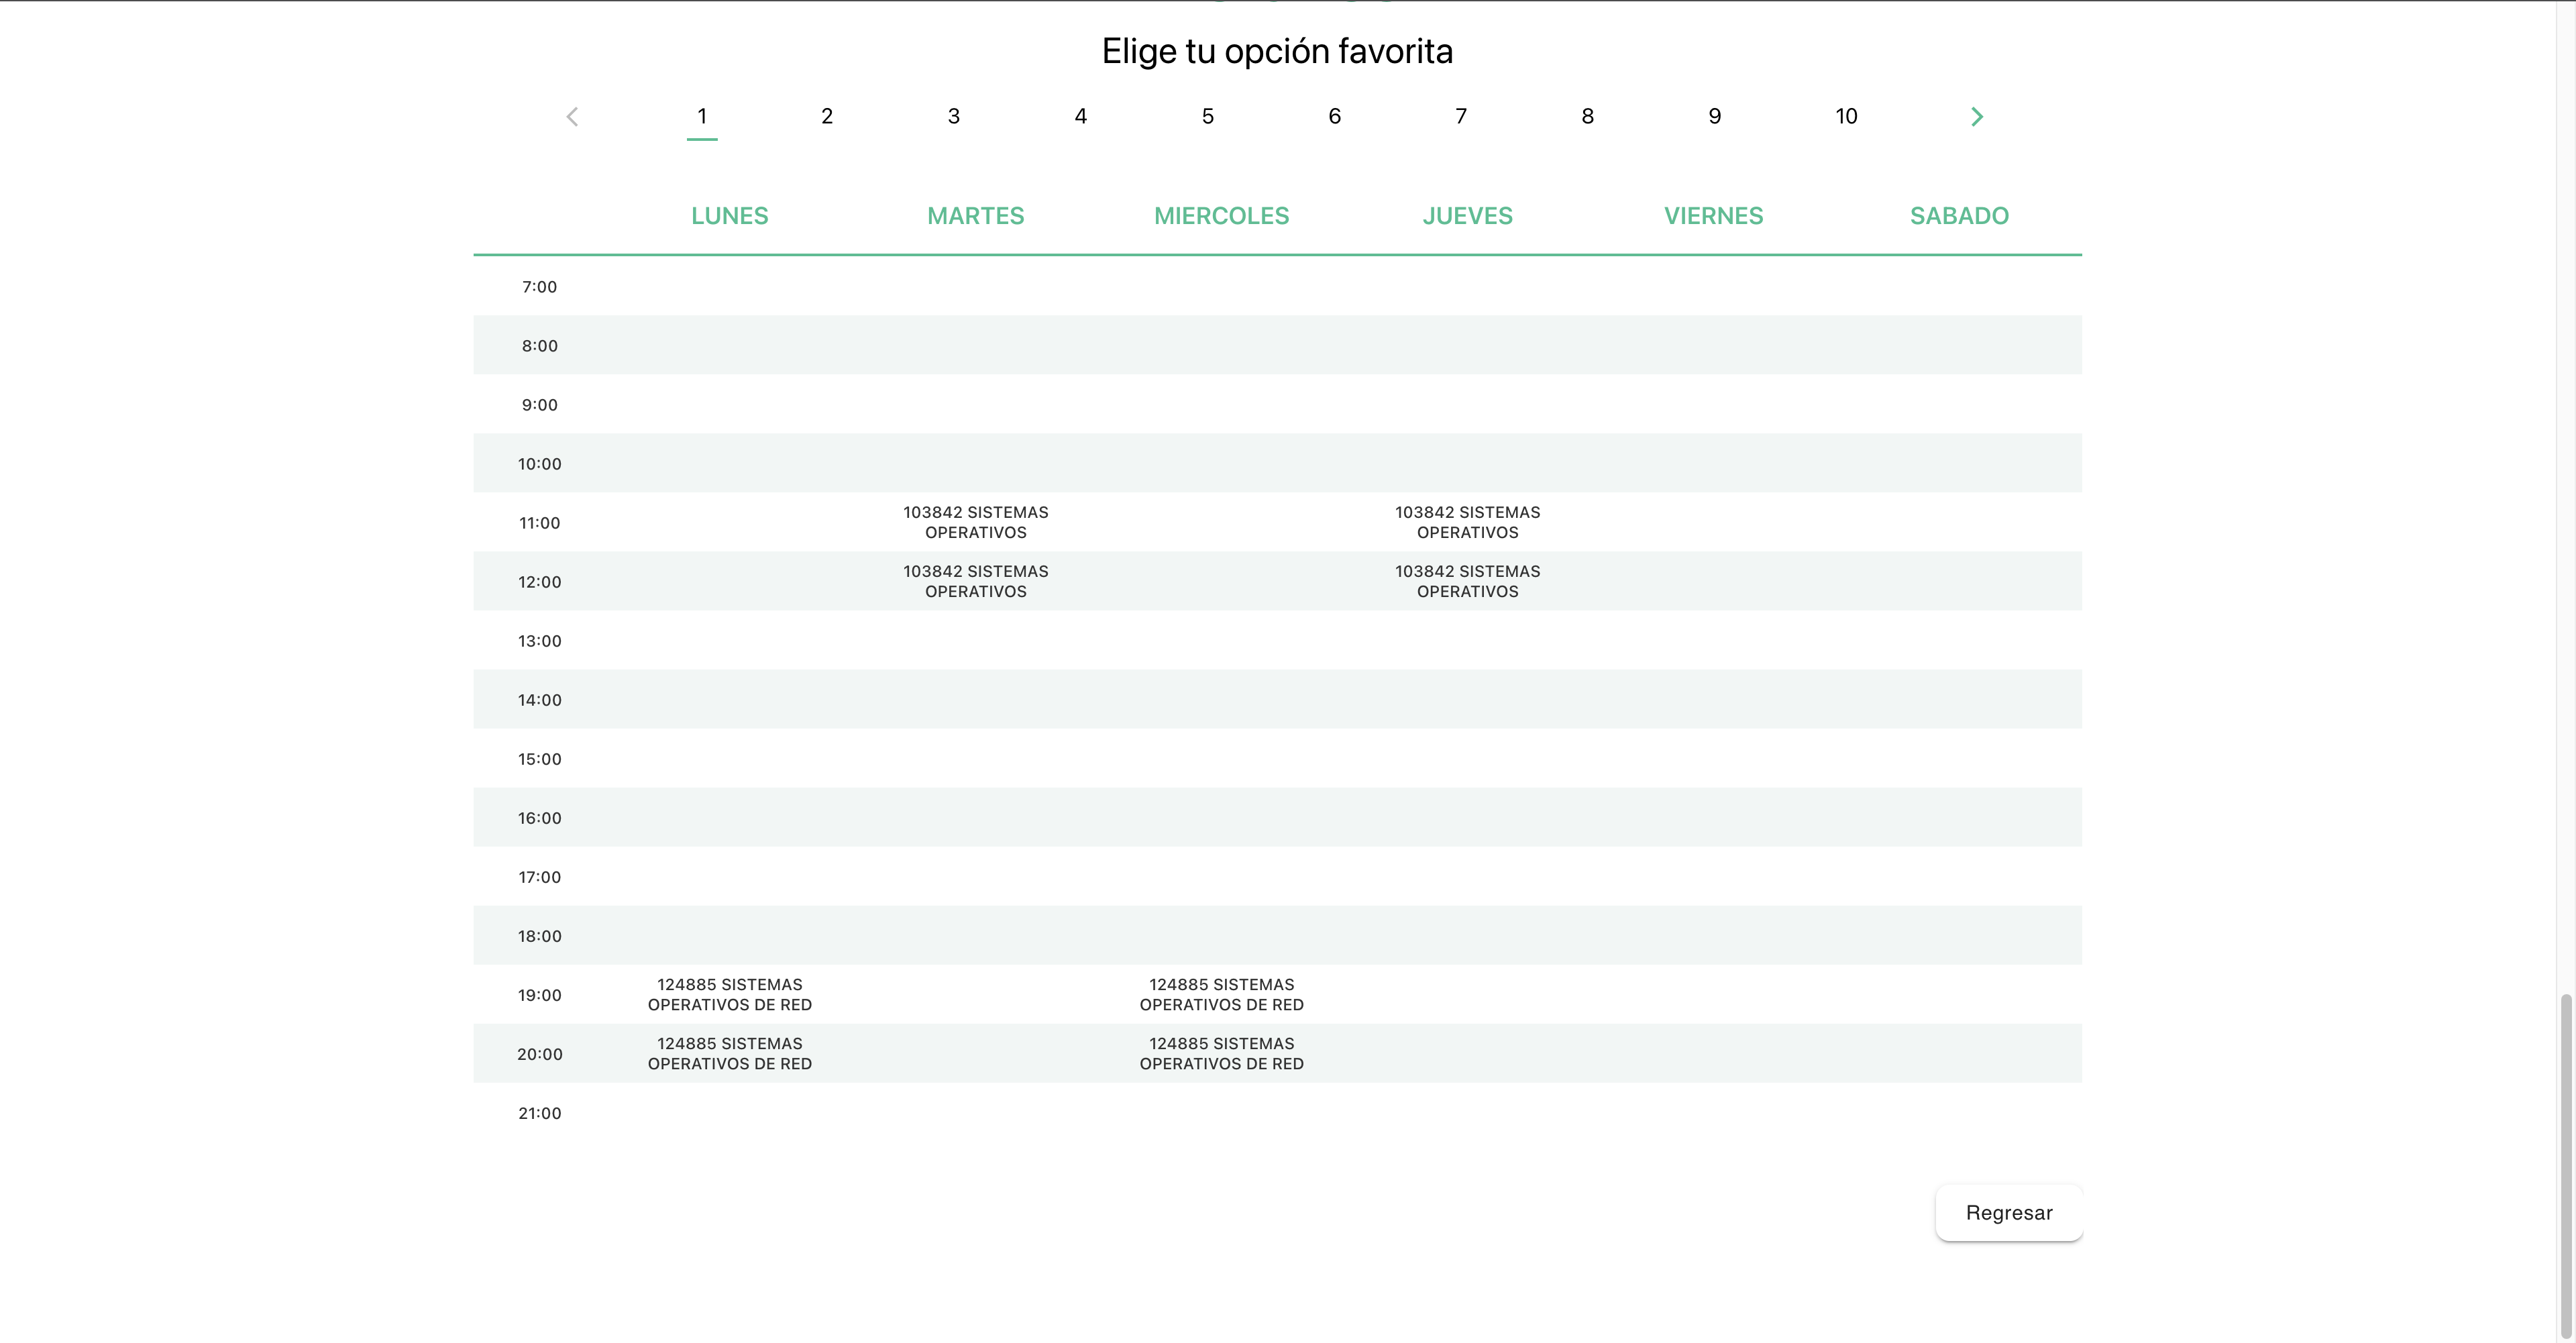 Elige tu opción favorita
1 2 3 4 5 6 7 8 9 10
LUNES MARTES MIERCOLES JUEVES VIERNES SABADO
7:00
8:00
9:00
10:00
11:00 103842 SISTEMAS OPERATIVOS 103842 SISTEMAS OPERATIVOS
12:00 103842 SISTEMAS OPERATIVOS 103842 SISTEMAS OPERATIVOS
13:00
14:00
15:00
16:00
17:00
18:00
19:00 124885 SISTEMAS OPERATIVOS DE RED 124885 SISTEMAS OPERATIVOS DE RED
20:00 124885 SISTEMAS OPERATIVOS DE RED 124885 SISTEMAS OPERATIVOS DE RED
21:00
Regresar